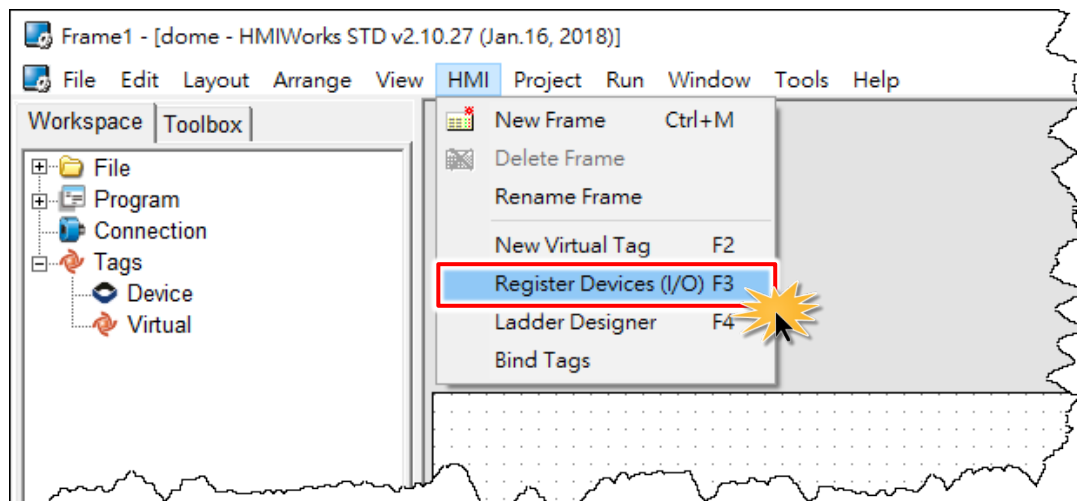 Frame1 - [dome - HMIWorks STD v2.10.27 (Jan.16, 2018)]
File Edit Layout Arrange View HMI Project Run Window Tools Help
Workspace Toolbox
File
Program
Connection
Tags
Device
Virtual
New Frame Ctrl+M
Delete Frame
Rename Frame
New Virtual Tag F2
Register Devices (I/O) F3
Ladder Designer F4
Bind Tags